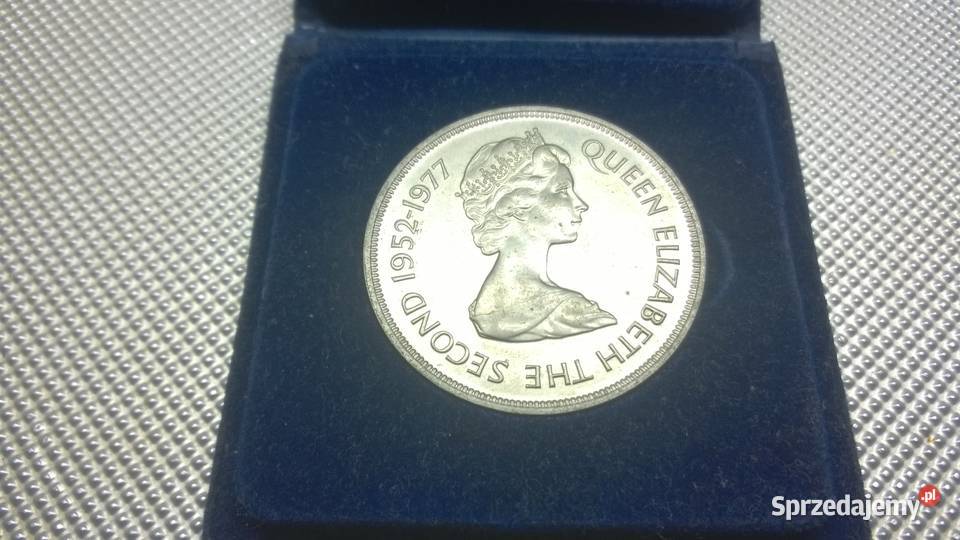 QUEEN ELIZABETH THE SECOND 1952-1977
Sprzedajemy.pl